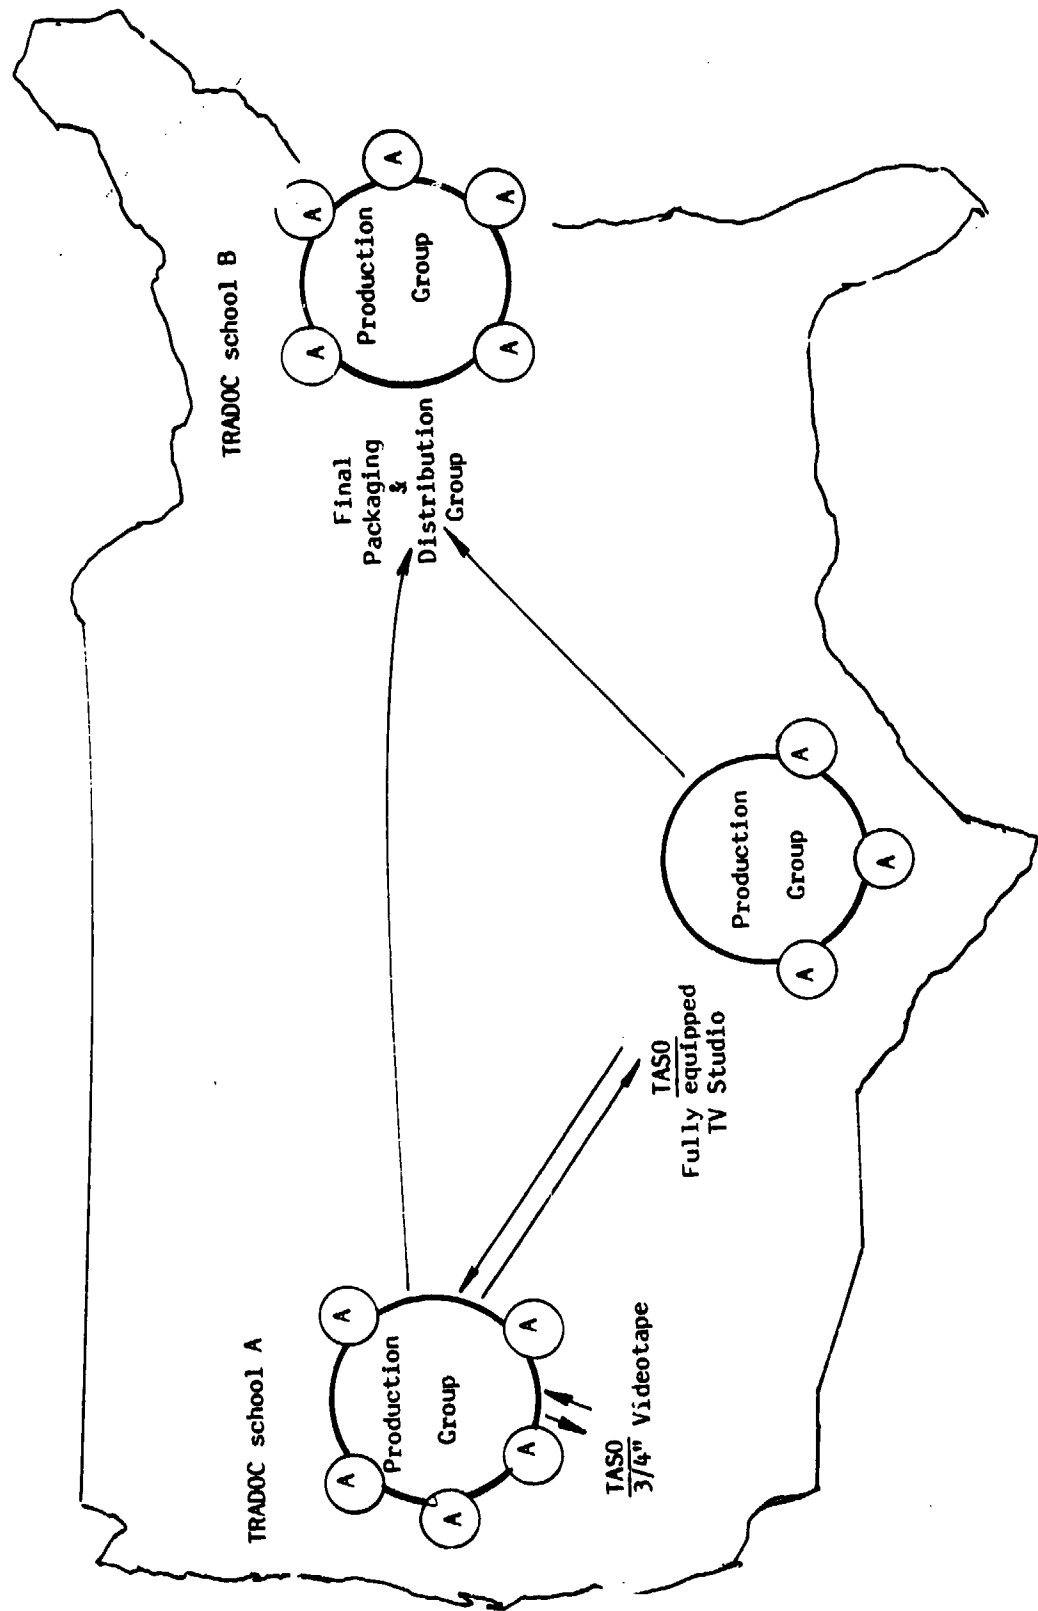 TRADOC school A
A
A
A
A
A
Production
Group
TASO
3/4" Videotape
TASO
Fully equipped
TV Studio
Production
Group
A
A
A
Final
Packaging
&
Distribution
Group
TRADOC school B
A
A
A
A
A
Production
Group